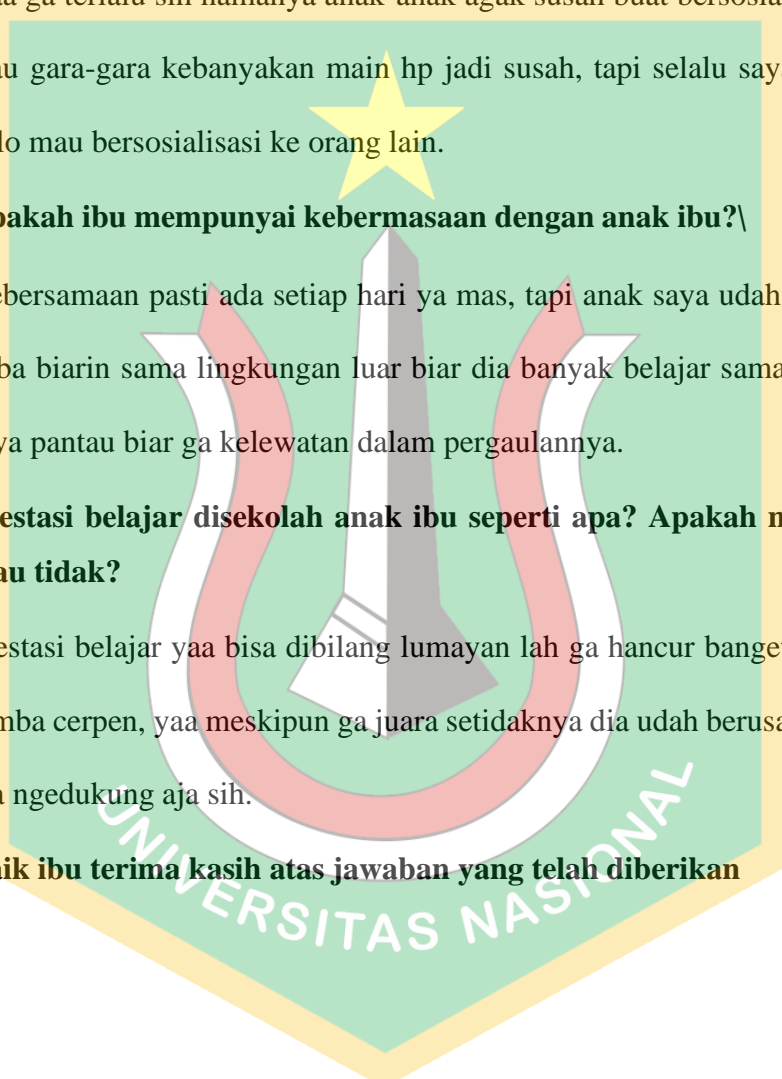 ga terlalu sih namanya anak-anak agak susah buat bersosia
u gara-gara kebanyakan main hp jadi susah, tapi selalu saya
lo mau bersosialisasi ke orang lain.
pakah ibu mempunyai kebermasaan dengan anak ibu?\
ebersamaan pasti ada setiap hari ya mas, tapi anak saya udah
ba biarin sama lingkungan luar biar dia banyak belajar sama
ya pantau biar ga kelewatan dalam pergaulannya.
estasi belajar disekolah anak ibu seperti apa? Apakah m
au tidak?
estasi belajar yaa bisa dibilang lumayan lah ga hancur banget
mba cerpen, yaa meskipun ga juara setidaknya dia udah berusa
a ngedukung aja sih.
aik ibu terima kasih atas jawaban yang telah diberikan
UNIVERSITAS NASIONAL